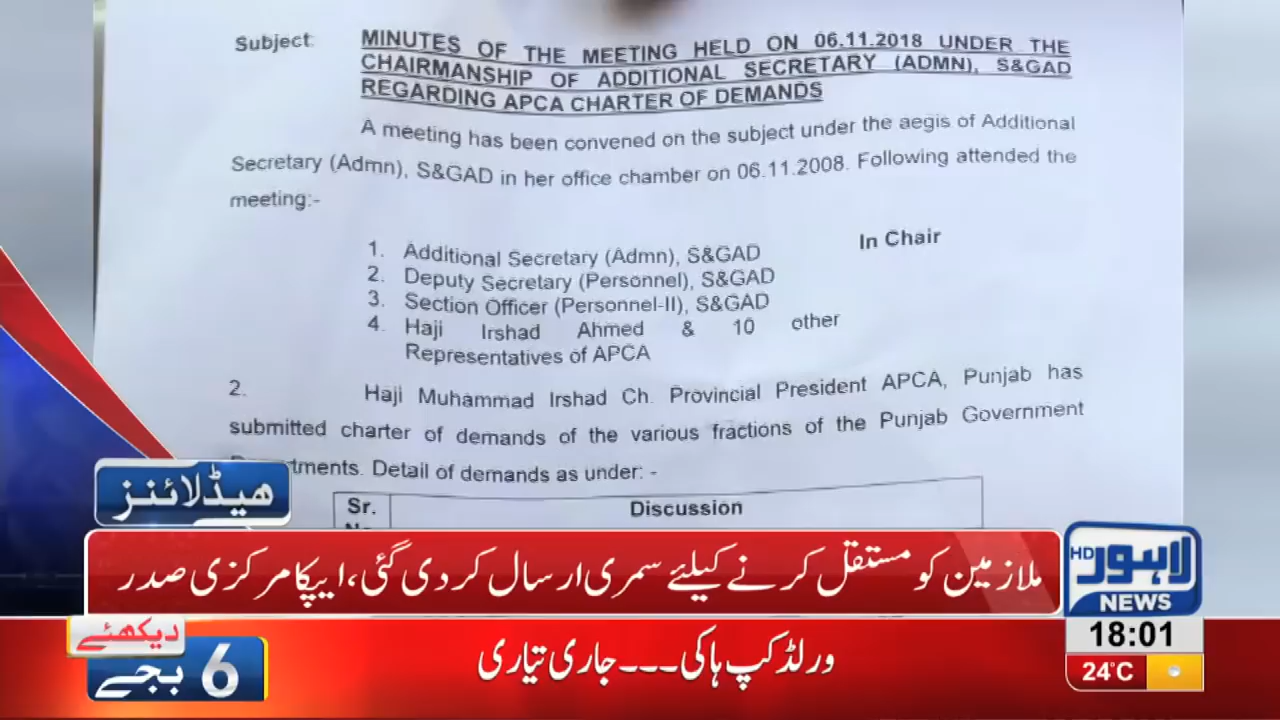 Subject: MINUTES OF THE MEETING HELD ON 06.11.2018 UNDER THE
CHAIRMANSHIP OF ADDITIONAL SECRETARY (ADMN), S&GAD
REGARDING APCA CHARTER OF DEMANDS
A meeting has been convened on the subject under the aegis of Additional
Secretary (Admn), S&GAD in her office chamber on 06.11.2008. Following attended the
meeting:-
1. Additional Secretary (Admn), S&GAD In Chair
2. Deputy Secretary (Personnel), S&GAD
3. Section Officer (Personnel-II), S&GAD
4. Haji Irshad Ahmed & 10 other
Representatives of APCA
2. Haji Muhammad Irshad Ch. Provincial President APCA, Punjab has
submitted charter of demands of the various fractions of the Punjab Government
tments. Detail of demands as under: -
Sr. Discussion
ھیڈلائنز
ملازمین کو مستقل کرنے کیلئے سمری ارسال کر دی گئی، ایپکا مرکزی صدر
HD لاہور
NEWS
18:01
24°C
دیکھئے
6 بجے
ورلڈ کپ ہاکی ۔۔۔ جاری تیاری